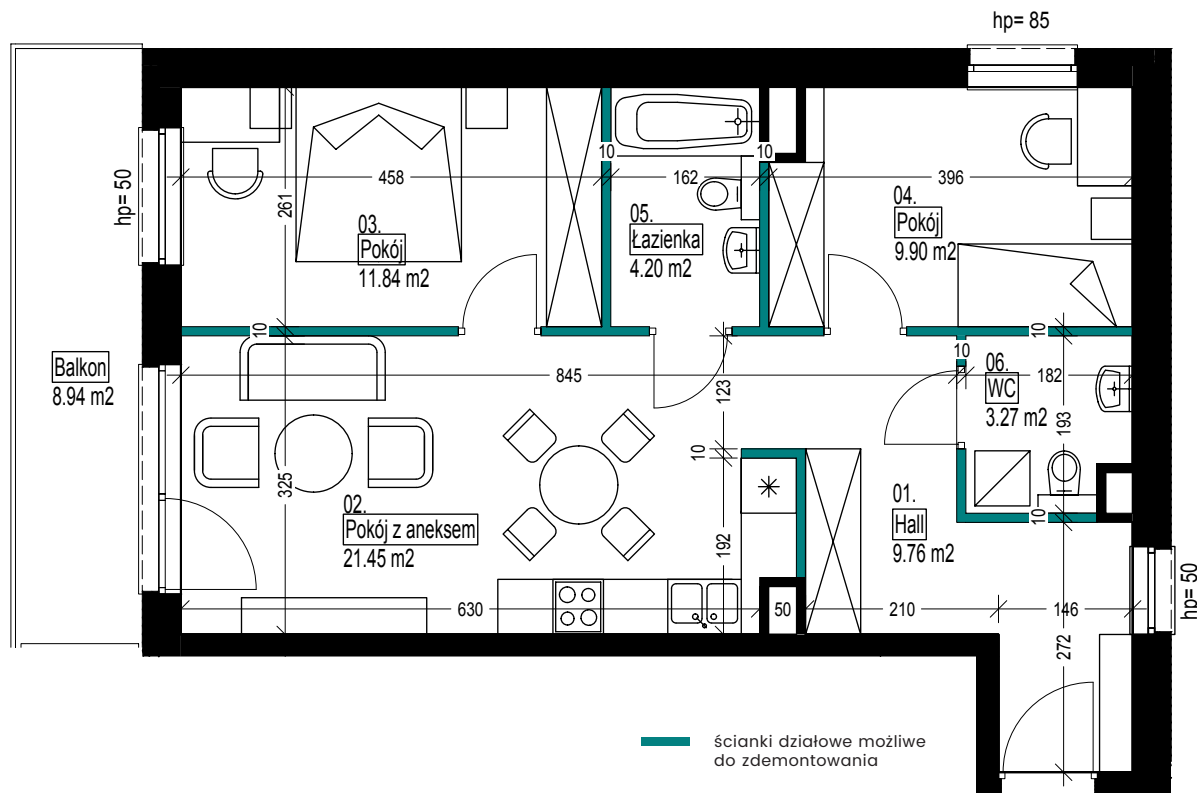 hp= 85
hp= 50
10
10
458
162
396
261
03.
Pokój
11.84 m2
05.
Łazienka
4.20 m2
04.
Pokój
9.90 m2
10
10
Balkon
8.94 m2
845
123
10
182
06.
WC
3.27 m2
193
10
325
02.
Pokój z aneksem
21.45 m2
192
01.
Hall
9.76 m2
10
hp= 50
630
50
210
146
272
ścianki działowe możliwe
do zdemontowania